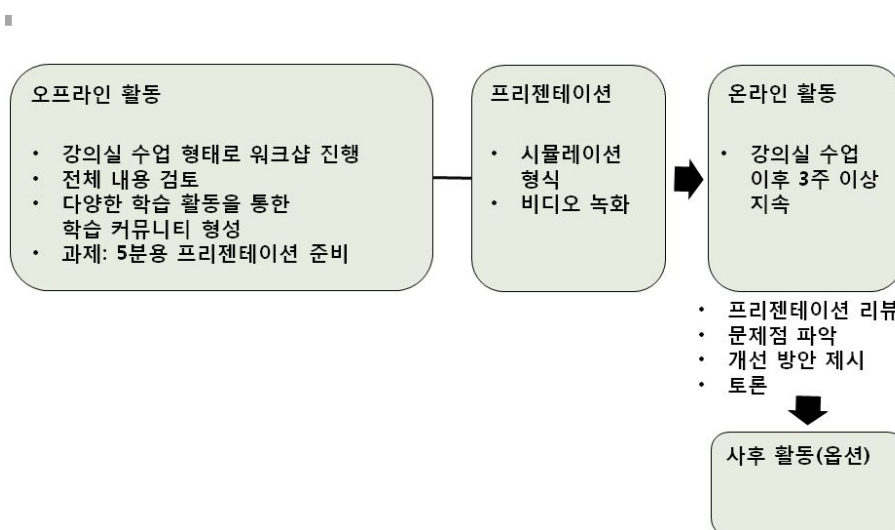 오프라인 활동
• 강의실 수업 형태로 워크샵 진행
• 전체 내용 검토
• 다양한 학습 활동을 통한
학습 커뮤니티 형성
• 과제: 5분용 프리젠테이션 준비
프리젠테이션
• 시뮬레이션
형식
• 비디오 녹화
온라인 활동
• 강의실 수업
이후 3주 이상
지속
• 프리젠테이션 리뷰
• 문제점 파악
• 개선 방안 제시
• 토론
사후 활동(옵션)